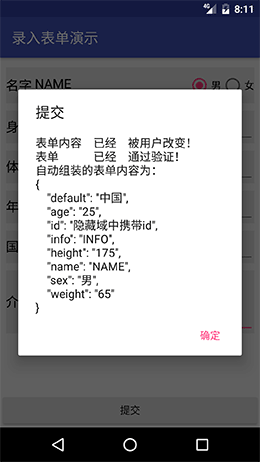 4G 8:11
录入表单演示
名字 NAME 男 女
身
体
年
国
介
提交
表单内容 已经 被用户改变！
表单 已经 通过验证！
自动组装的表单内容为：
{
"default": "中国",
"age": "25",
"id": "隐藏域中携带id",
"info": "INFO",
"height": "175",
"name": "NAME",
"sex": "男",
"weight": "65"
}
确定
提交